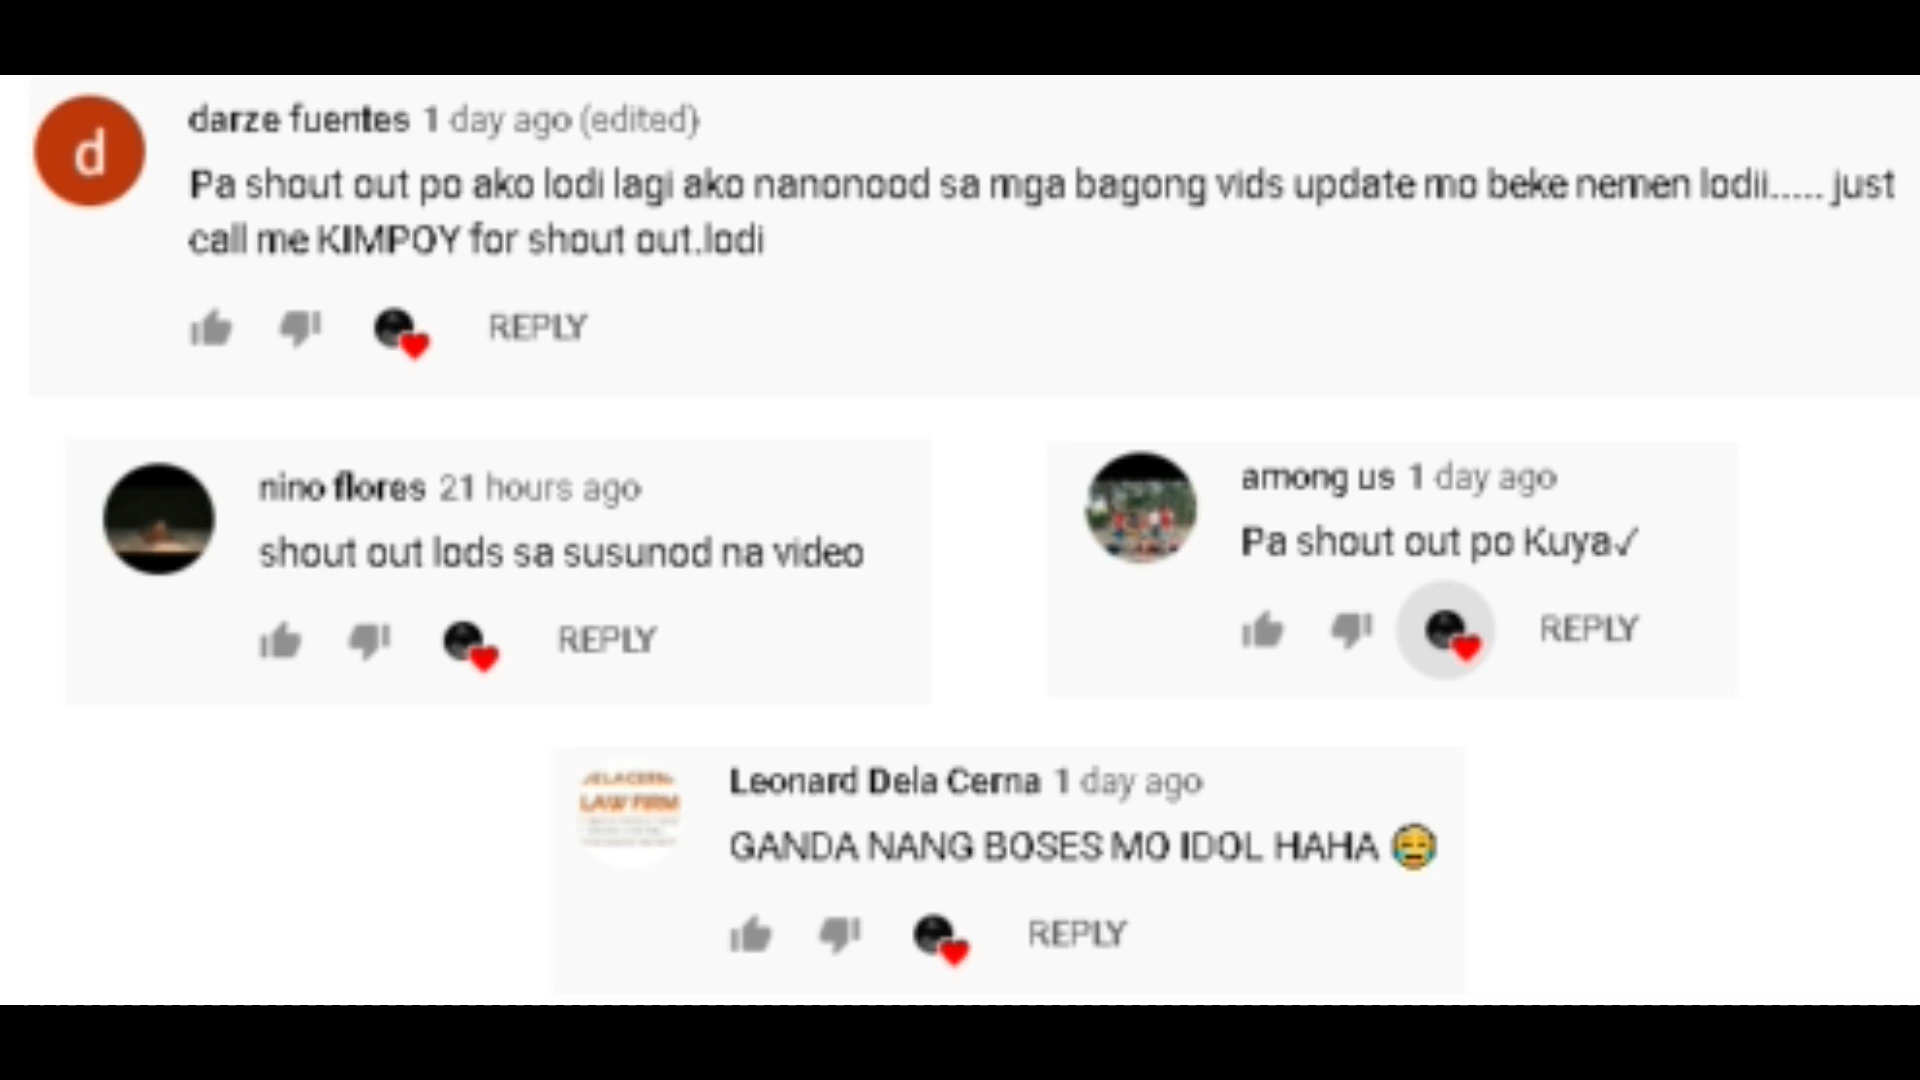 d
darze fuentes 1 day ago (edited)
Pa shout out po ako lodi lagi ako nanonood sa mga bagong vids update mo beke nemen lodii..... just
call me KIMPOY for shout out.lodi
REPLY
nino flores 21 hours ago
shout out lods sa susunod na video
REPLY
among us 1 day ago
Pa shout out po Kuya✓
REPLY
LAW FIRM
Leonard Dela Cerna 1 day ago
GANDA NANG BOSES MO IDOL HAHA 😂
REPLY